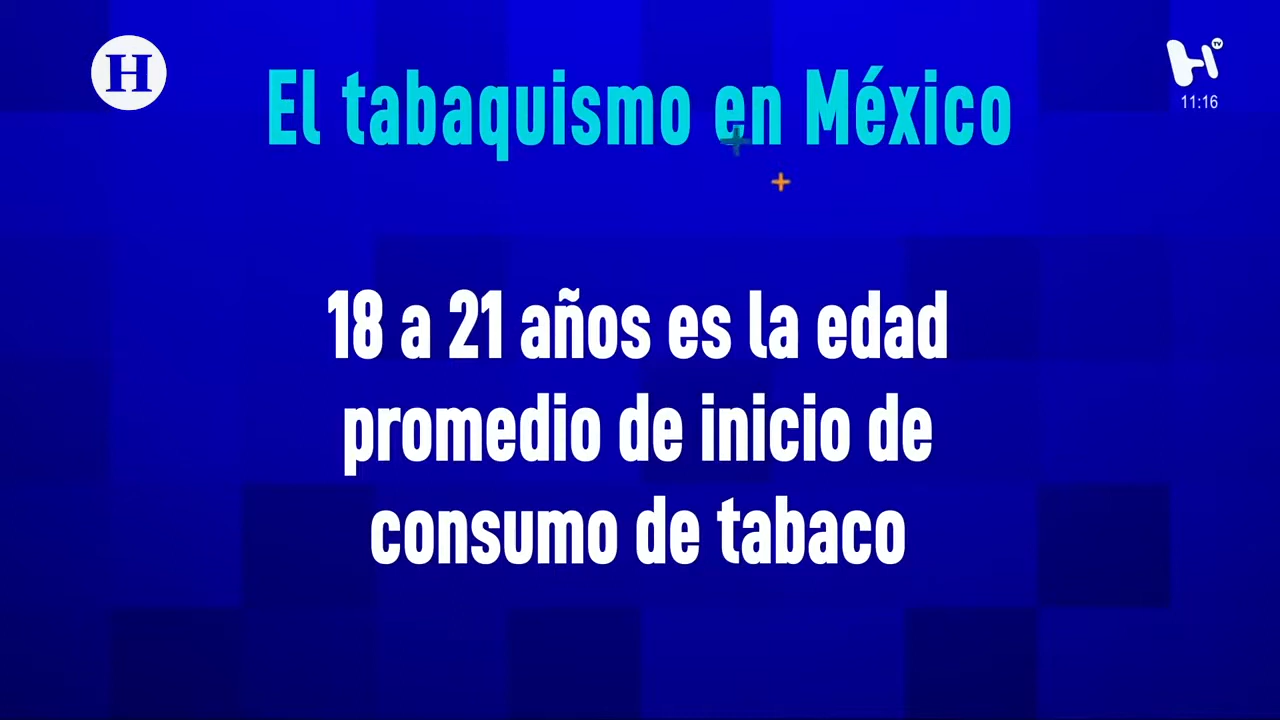 H
El tabaquismo en México
H TV
11:16
18 a 21 años es la edad
promedio de inicio de
consumo de tabaco